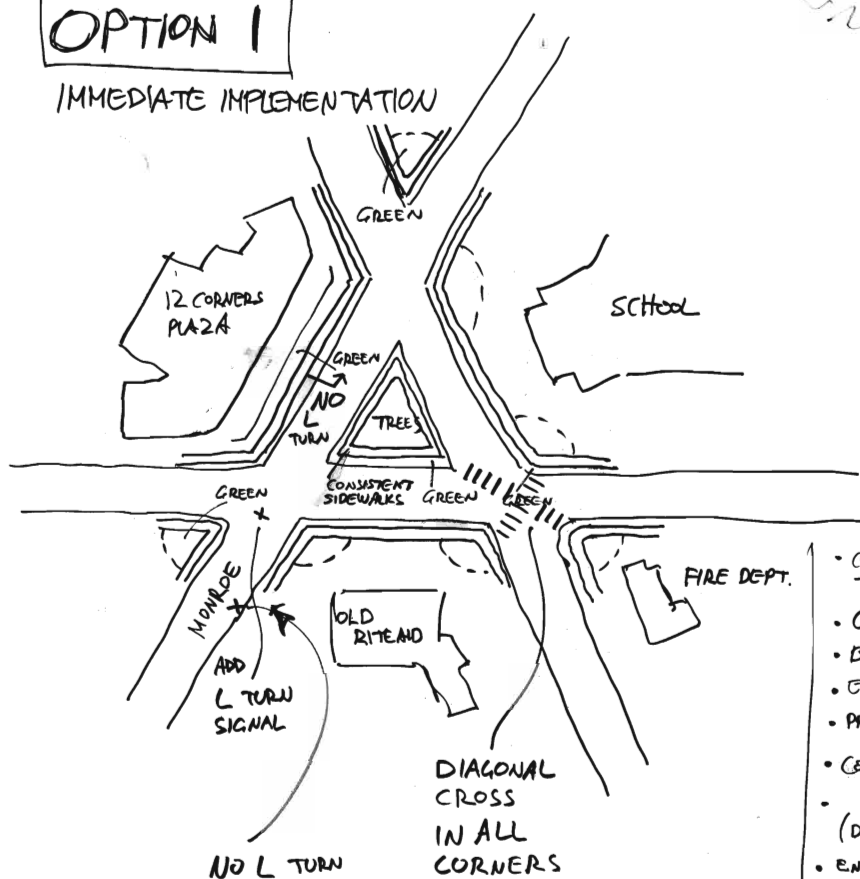 OPTION 1
IMMEDIATE IMPLEMENTATION
GREEN
12 CORNERS
PLAZA
SCHOOL
GREEN
NO
L
TURN
TREES
CONSISTENT
SIDEWALKS
GREEN
GREEN
GREEN
MONROE
OLD
RITEAID
FIRE DEPT.
ADD
L TURN
SIGNAL
DIAGONAL
CROSS
IN ALL
CORNERS
NO L TURN